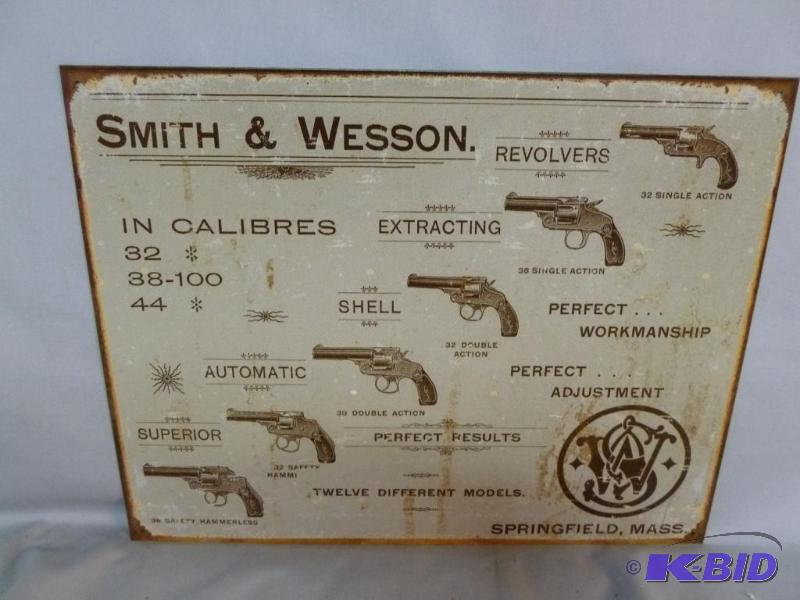 SMITH & WESSON.
REVOLVERS
32 SINGLE ACTION
IN CALIBRES
EXTRACTING
32
38-100
44
38 SINGLE ACTION
SHELL
PERFECT . . .
WORKMANSHIP
32 DOUBLE
ACTION
AUTOMATIC
PERFECT . . .
ADJUSTMENT
38 DOUBLE ACTION
SUPERIOR
PERFECT RESULTS
32 SAFETY
HAMM
TWELVE DIFFERENT MODELS.
38 SAFETY HAMMERLESS
SW
SPRINGFIELD, MASS.
© K-BID